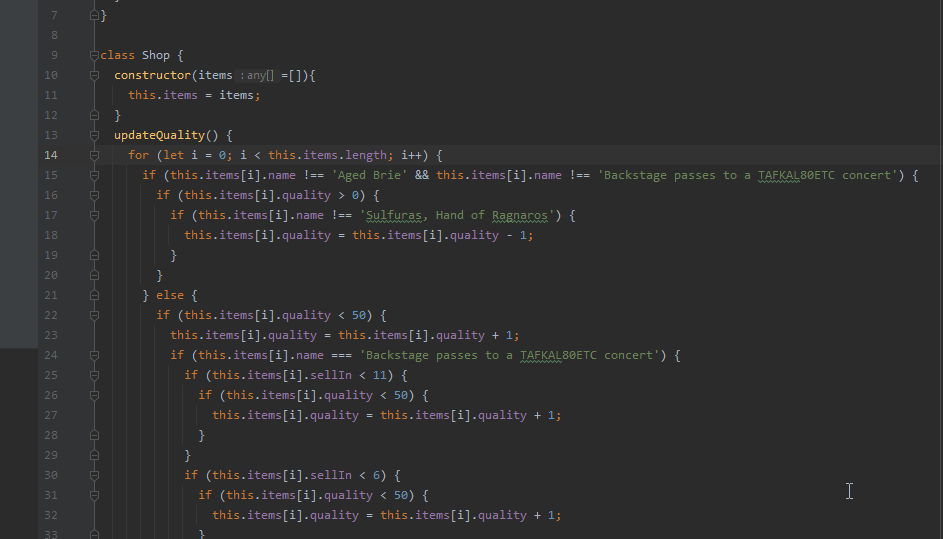 7 }
8
9 class Shop {
10 constructor(items : any[] =[]){
11 this.items = items;
12 }
13 updateQuality() {
14 for (let i = 0; i < this.items.length; i++) {
15 if (this.items[i].name !== 'Aged Brie' && this.items[i].name !== 'Backstage passes to a TAFKAL80ETC concert') {
16 if (this.items[i].quality > 0) {
17 if (this.items[i].name !== 'Sulfuras, Hand of Ragnaros') {
18 this.items[i].quality = this.items[i].quality - 1;
19 }
20 }
21 } else {
22 if (this.items[i].quality < 50) {
23 this.items[i].quality = this.items[i].quality + 1;
24 if (this.items[i].name === 'Backstage passes to a TAFKAL80ETC concert') {
25 if (this.items[i].sellIn < 11) {
26 if (this.items[i].quality < 50) {
27 this.items[i].quality = this.items[i].quality + 1;
28 }
29 }
30 if (this.items[i].sellIn < 6) {
31 if (this.items[i].quality < 50) {
32 this.items[i].quality = this.items[i].quality + 1;
33 }